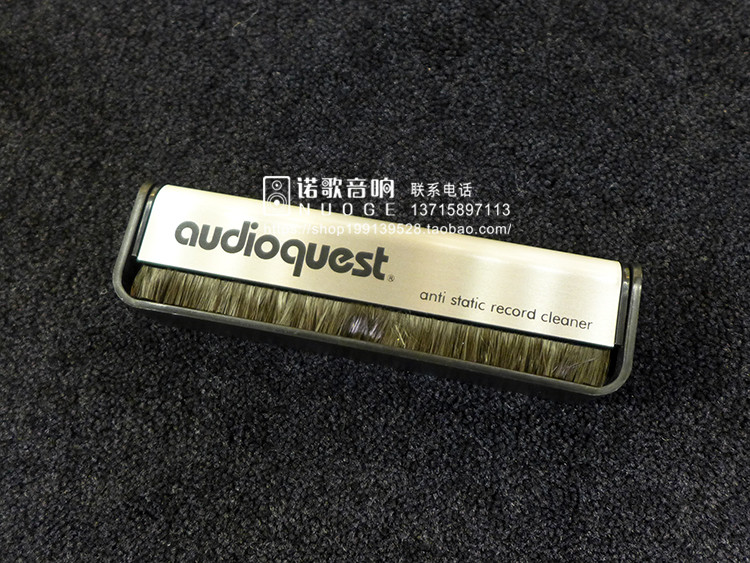 诺歌音响 联系电话
NUOGE 13715897113
http://shop199139528.taobao.com/
audioquest®
anti static record cleaner